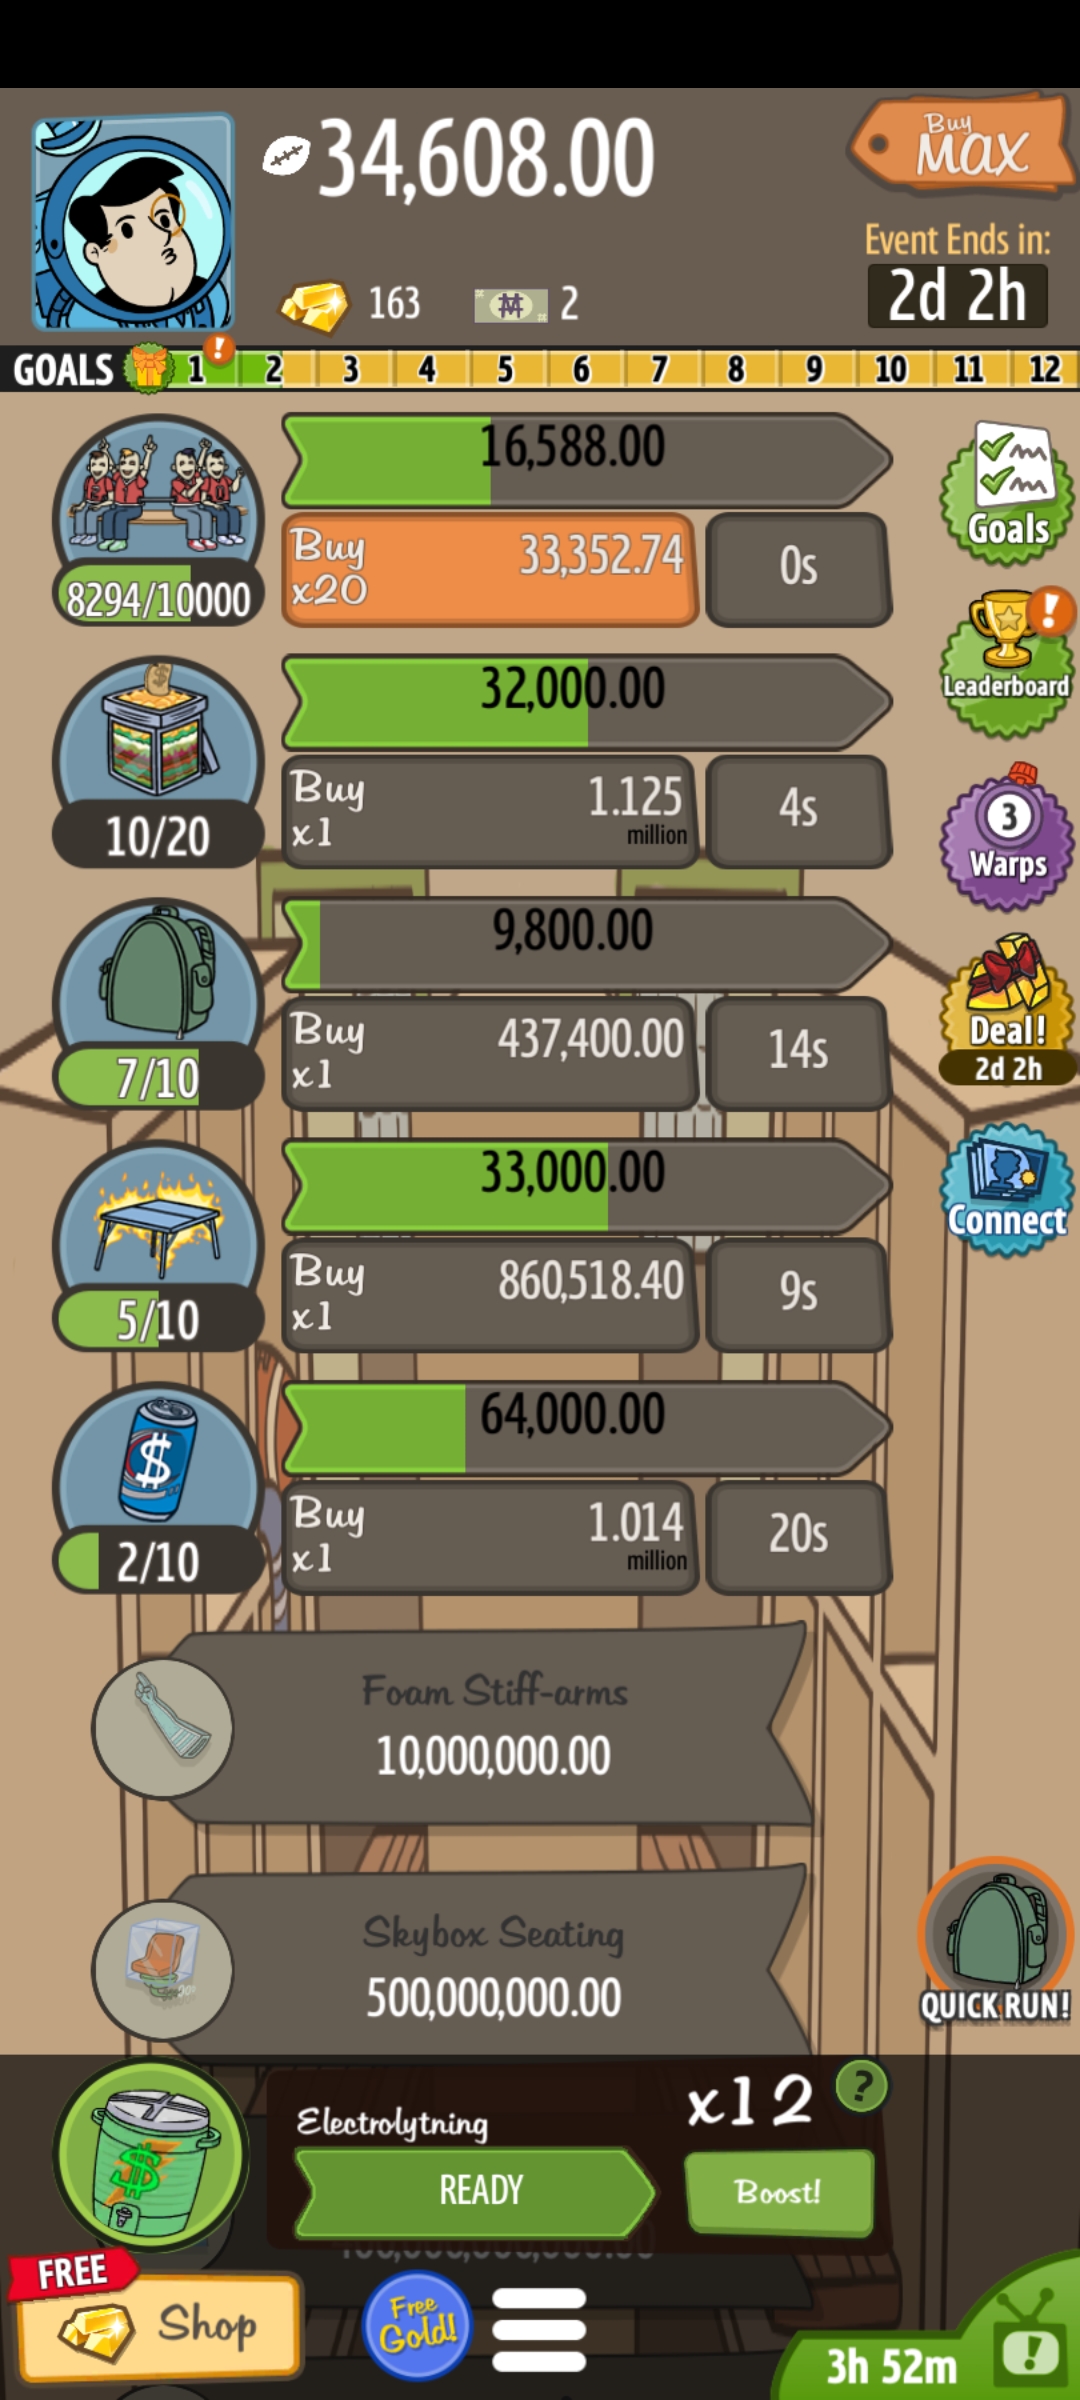 34,608.00
Buy
MAX
Event Ends in:
2d 2h
163
2
GOALS 1 ! 2 3 4 5 6 7 8 9 10 11 12
16,588.00
Buy
x20
33,352.74
0s
8294/10000
Goals
32,000.00
Buy
x1
1.125
million
4s
10/20
!
Leaderboard
9,800.00
Buy
x1
437,400.00
14s
7/10
3
Warps
33,000.00
Buy
x1
860,518.40
9s
5/10
Deal!
2d 2h
64,000.00
Buy
x1
1.014
million
20s
$
2/10
Connect
Foam Stiff-arms
10,000,000.00
Skybox Seating
500,000,000.00
QUICK RUN!
$
Electrolytning
x12
?
READY
Boost!
FREE
Shop
Free
Gold!
3h 52m
!